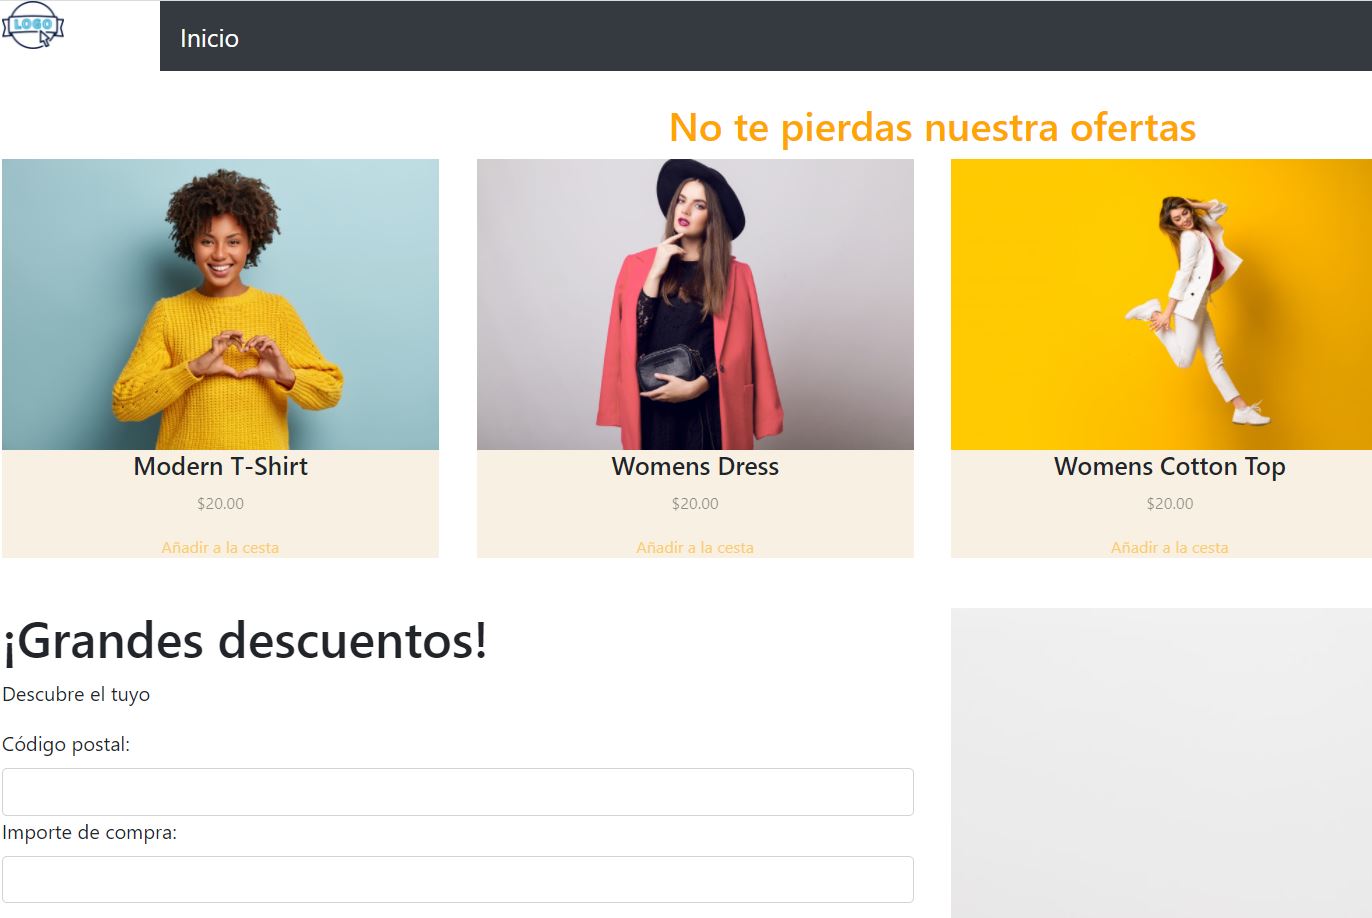 LOGO
Inicio
No te pierdas nuestra ofertas
Modern T-Shirt
Womens Dress
Womens Cotton Top
$20.00
$20.00
$20.00
Añadir a la cesta
Añadir a la cesta
Añadir a la cesta
¡Grandes descuentos!
Descubre el tuyo
Código postal:
Importe de compra: